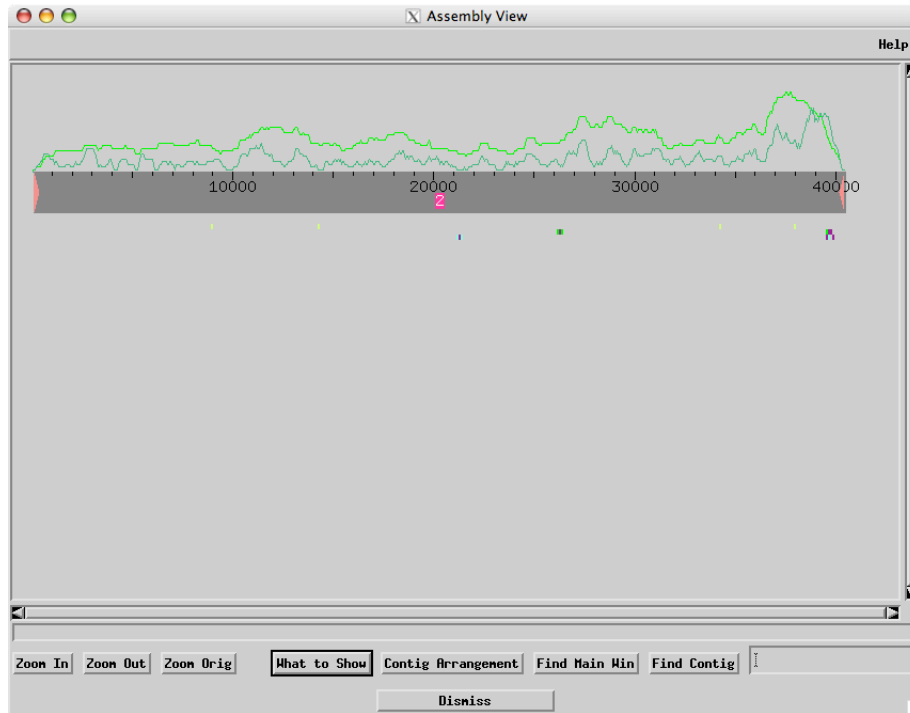 X Assembly View
Help
10000 20000 30000 40000
2
Zoom In Zoom Out Zoom Orig What to Show Contig Arrangement Find Main Win Find Contig
Dismiss